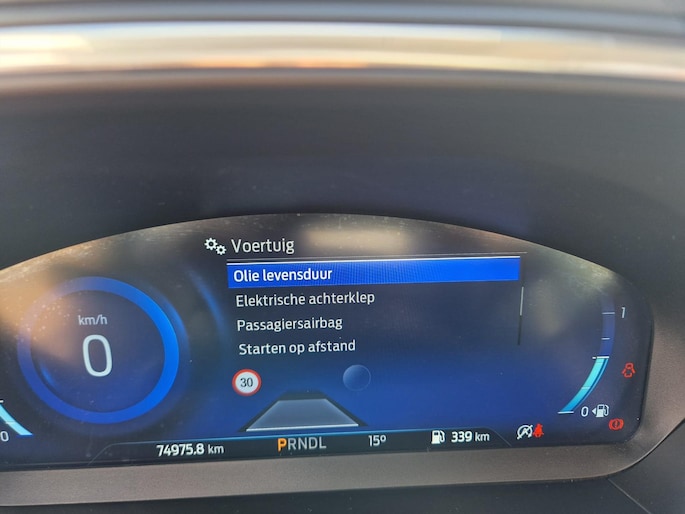 Voertuig
Olie levensduur
Elektrische achterklep
Passagiersairbag
Starten op afstand
km/h
0
30
1
0
0
74975.8 km
PRNDL
15°
339 km